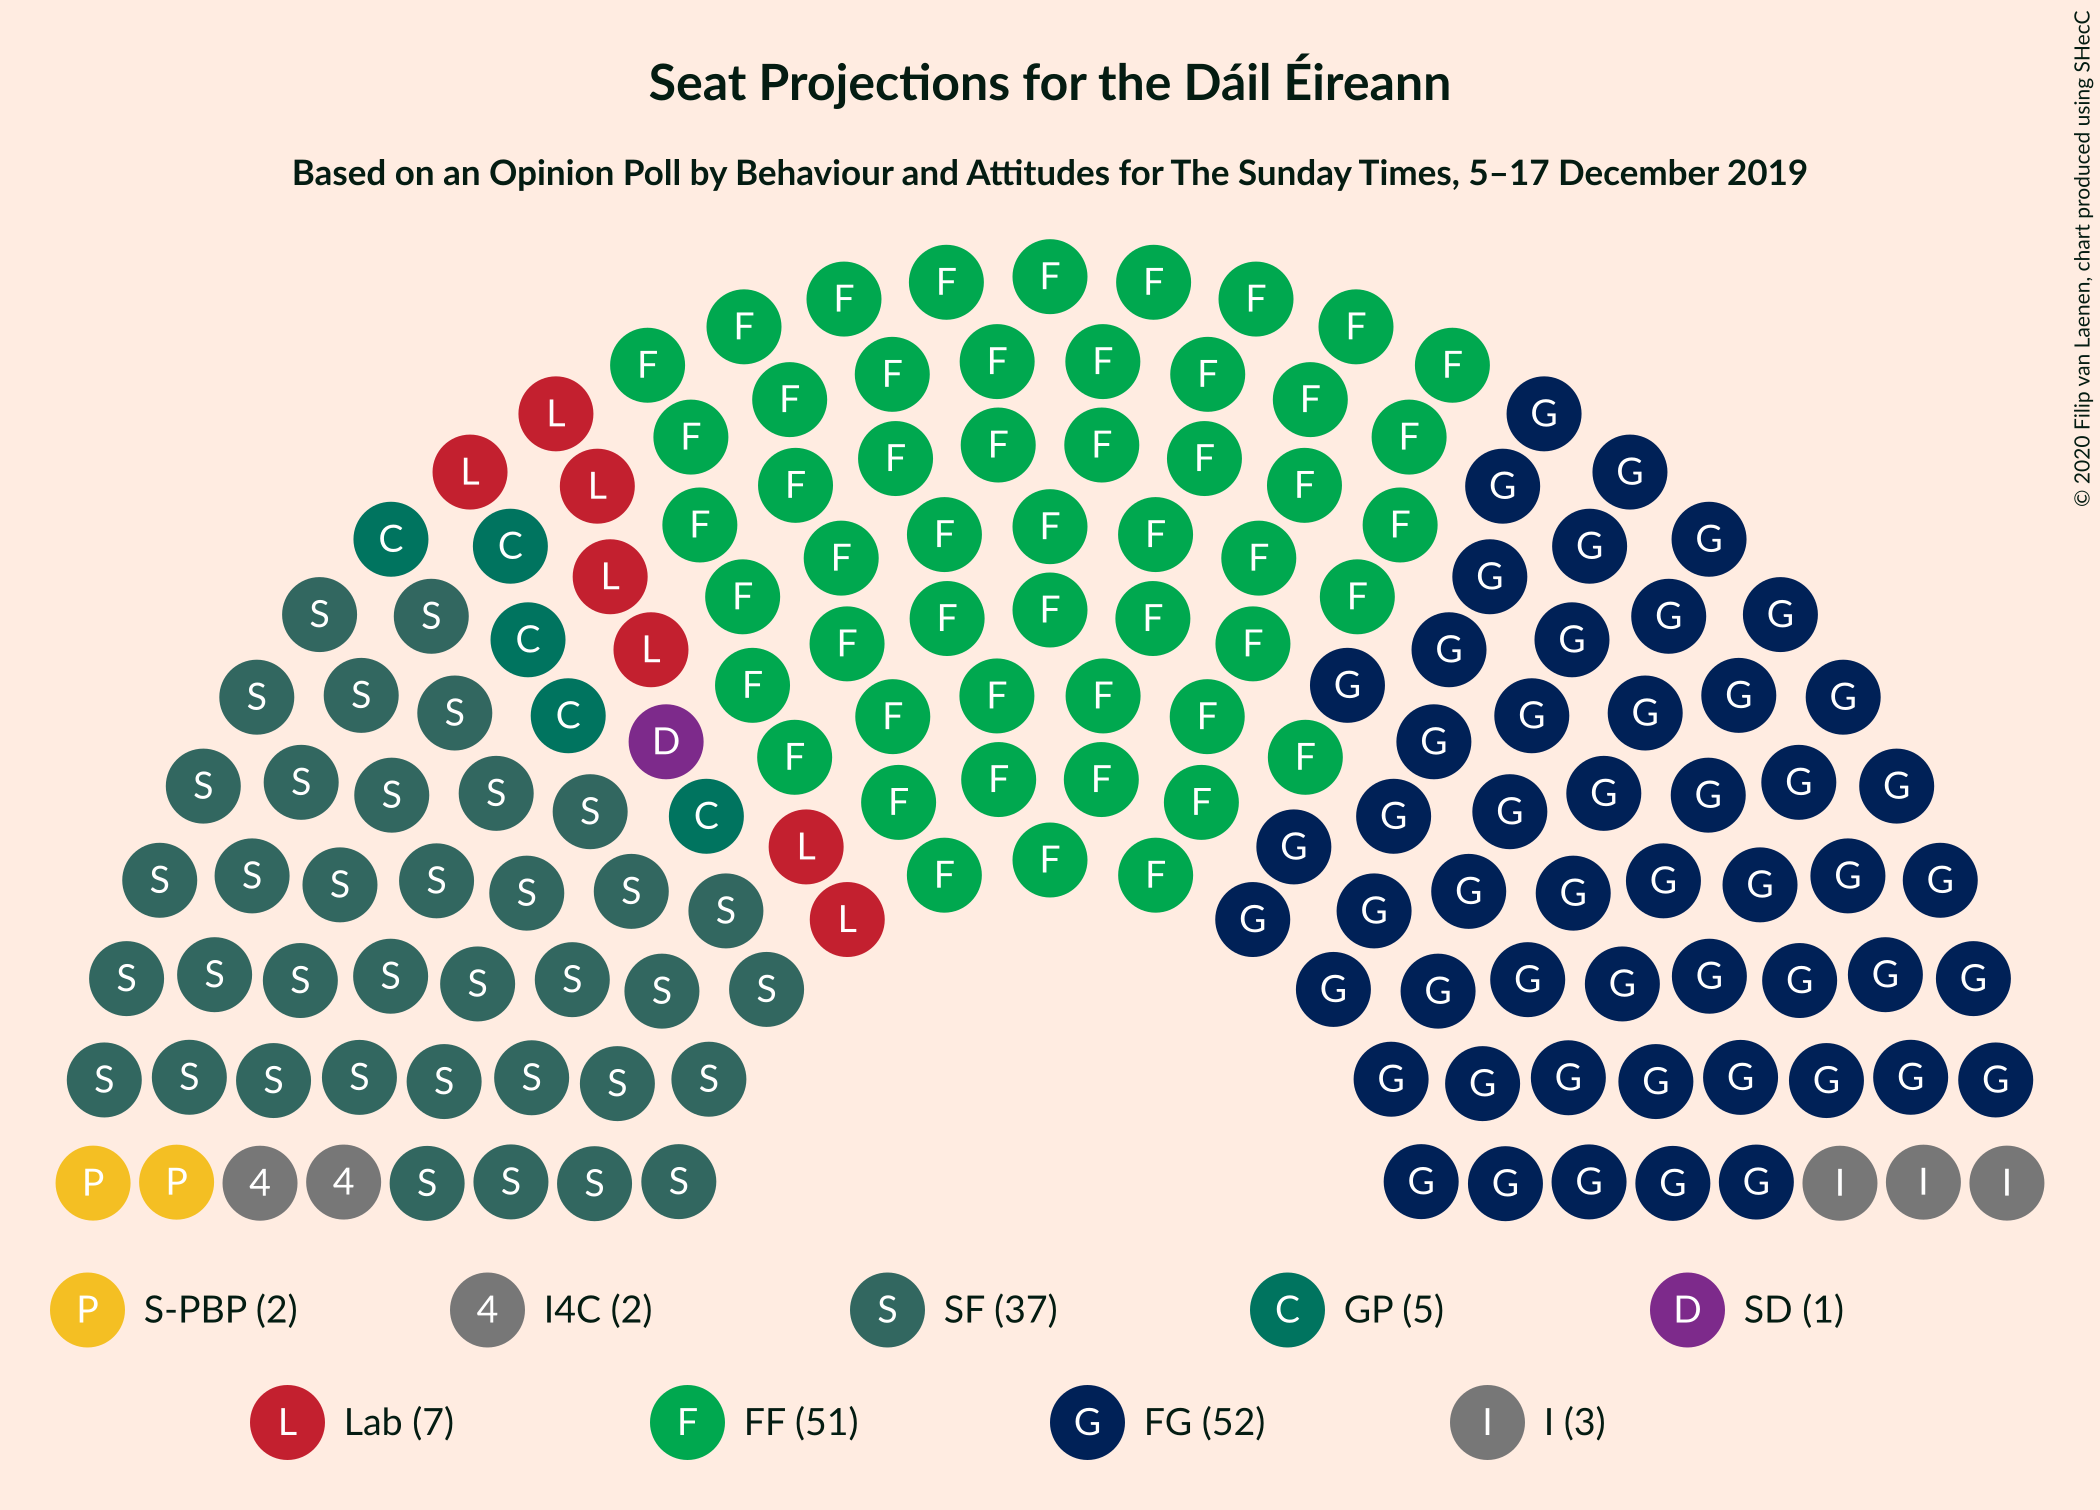 Seat Projections for the Dáil Éireann
Based on an Opinion Poll by Behaviour and Attitudes for The Sunday Times, 5–17 December 2019
© 2020 Filip van Laenen, chart produced using SHecC
F F F F F
F F F F
F F F F F F
L F F F F G
F F F F
L L F F F F G G
F F
C C F F F F F G G
F F
L G
F F
S S C F F F G G G
L F F G
S S S C F G G G G
F F F F
D G
S S S S F F G G G G
S F F F F G
C G
L G
S S S S S S F F F G G G G G G
S G
L G
S S S S S S S S G G G G G G G G
S S S S S S S S G G G G G G G G
P P 4 4 S S S S G G G G G I I I
P S-PBP (2) 4 I4C (2) S SF (37) C GP (5) D SD (1)
L Lab (7) F FF (51) G FG (52) I I (3)